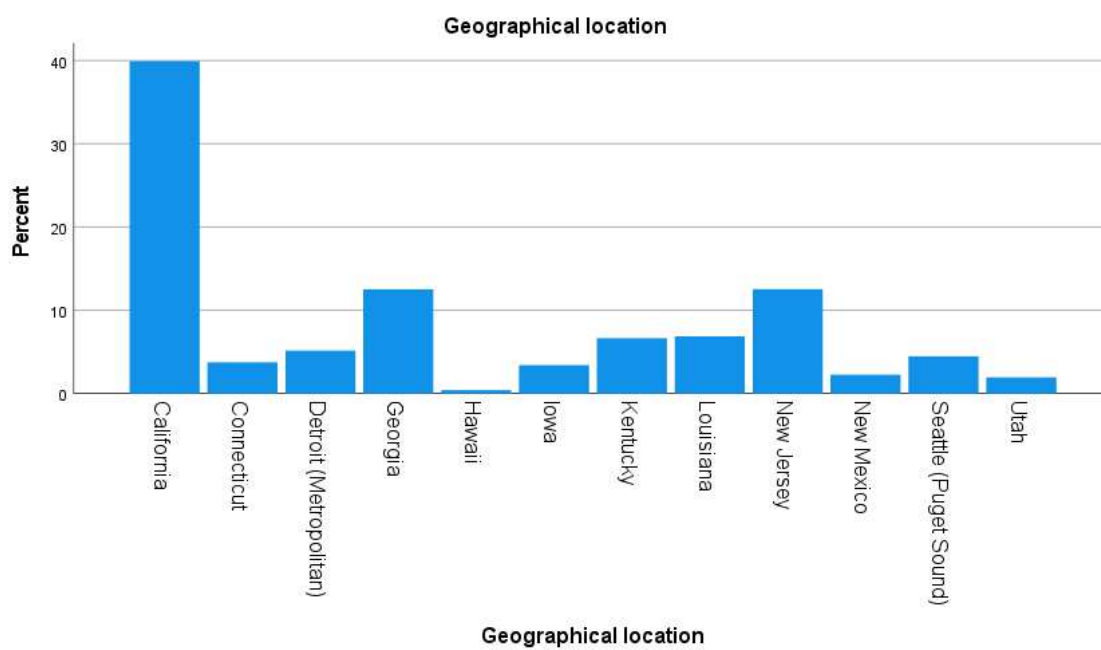 Geographical location
Percent
40
30
20
10
0
California
Connecticut
Detroit (Metropolitan)
Georgia
Hawaii
Iowa
Kentucky
Louisiana
New Jersey
New Mexico
Seattle (Puget Sound)
Utah
Geographical location